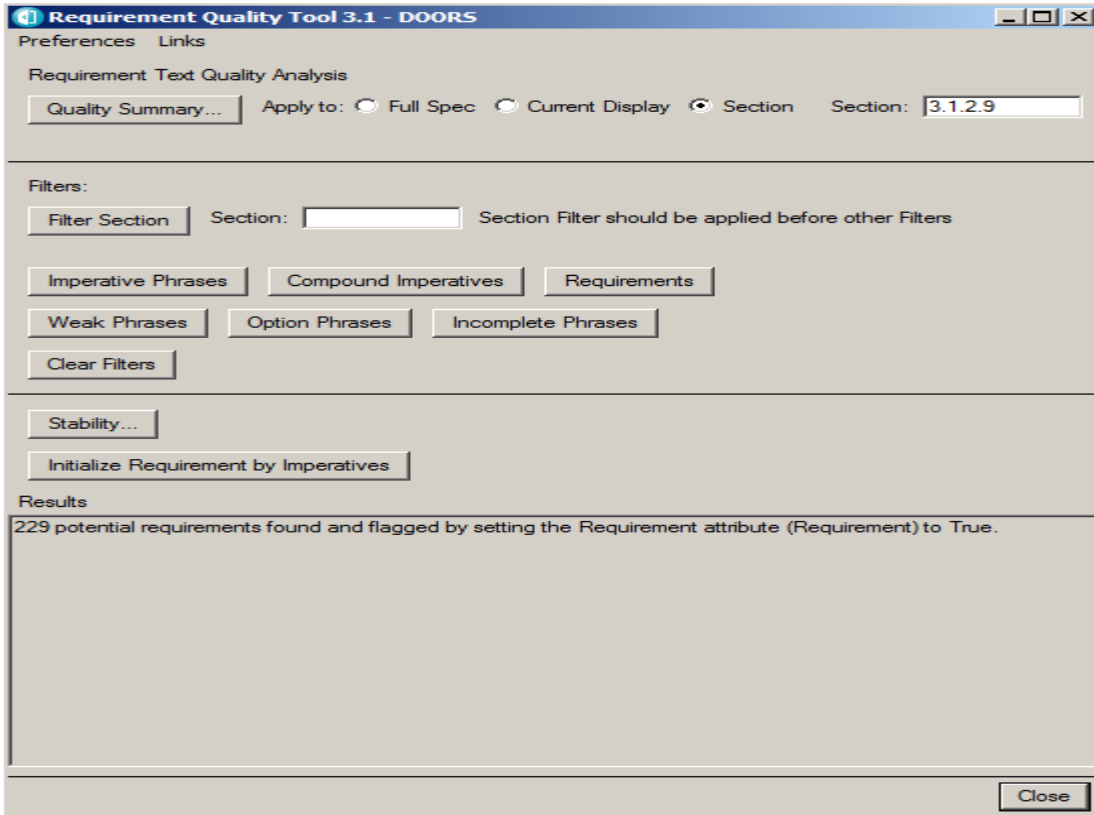 Requirement Quality Tool 3.1 - DOORS
Preferences Links
Requirement Text Quality Analysis
Quality Summary... Apply to: Full Spec Current Display Section Section: 3.1.2.9
Filters:
Filter Section Section: Section Filter should be applied before other Filters
Imperative Phrases Compound Imperatives Requirements
Weak Phrases Option Phrases Incomplete Phrases
Clear Filters
Stability...
Initialize Requirement by Imperatives
Results
229 potential requirements found and flagged by setting the Requirement attribute (Requirement) to True.
Close